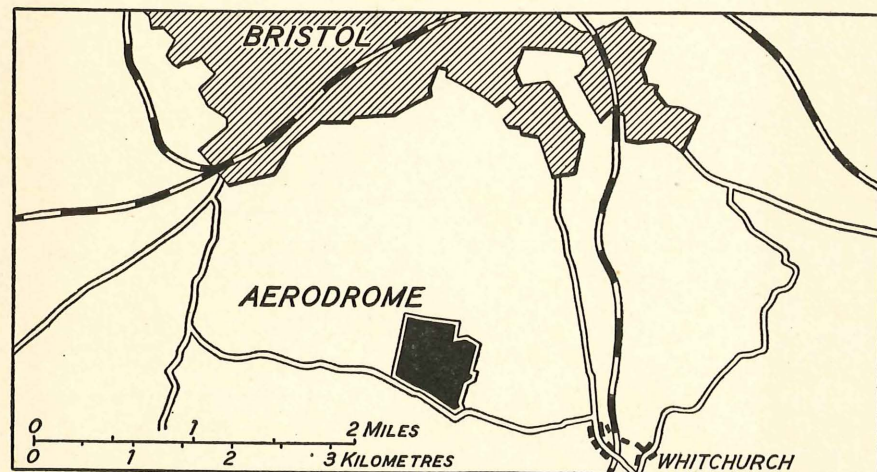 BRISTOL
AERODROME
0 1 2 MILES
0 1 2 3 KILOMETRES
WHITCHURCH